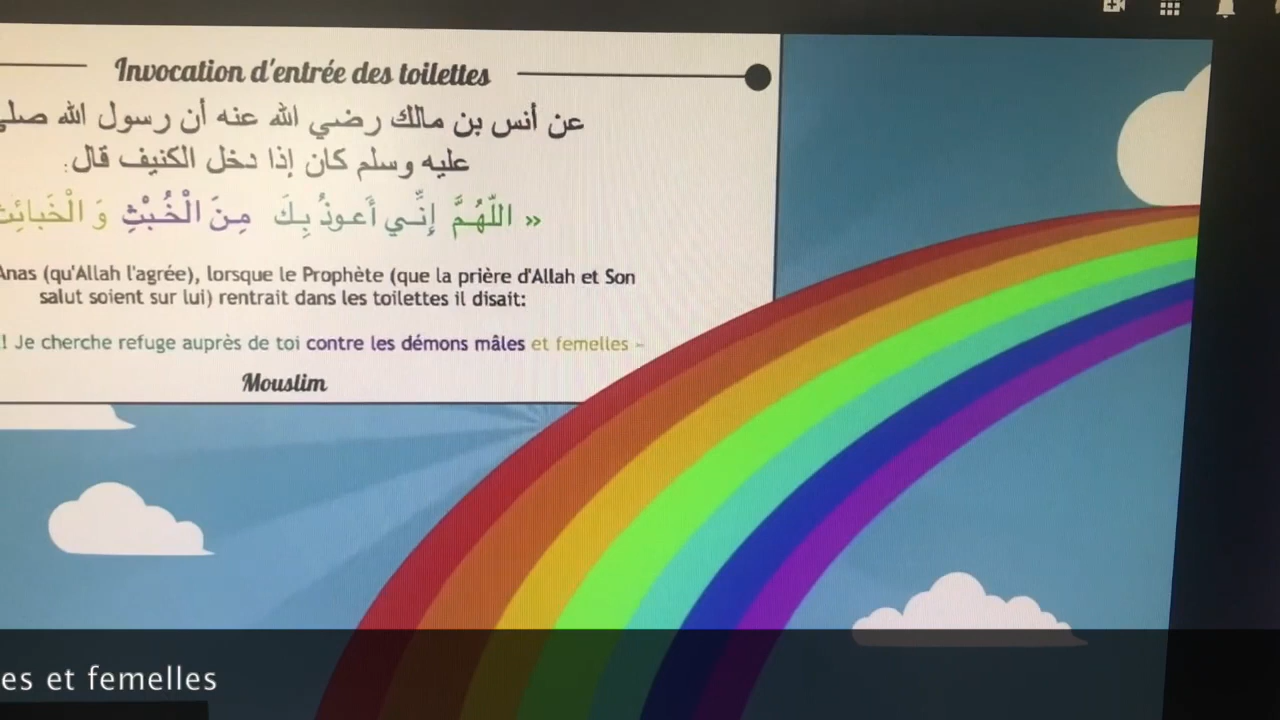 Invocation d'entrée des toilettes
عن أنس بن مالك رضي الله عنه أن رسول الله
عليه وسلم كان إذا دخل الكنيف قال:
« اللّهُمَّ إِنِّي أَعوذُ بِكَ مِنَ الْخُبْثِ وَ
Anas (qu'Allah l'agrée), lorsque le Prophète (que la prière d'Allah et Son
salut soient sur lui) rentrait dans les toilettes il disait:
! Je cherche refuge auprès de toi contre les démons mâles et femelles -
Mouslim
es et femelles